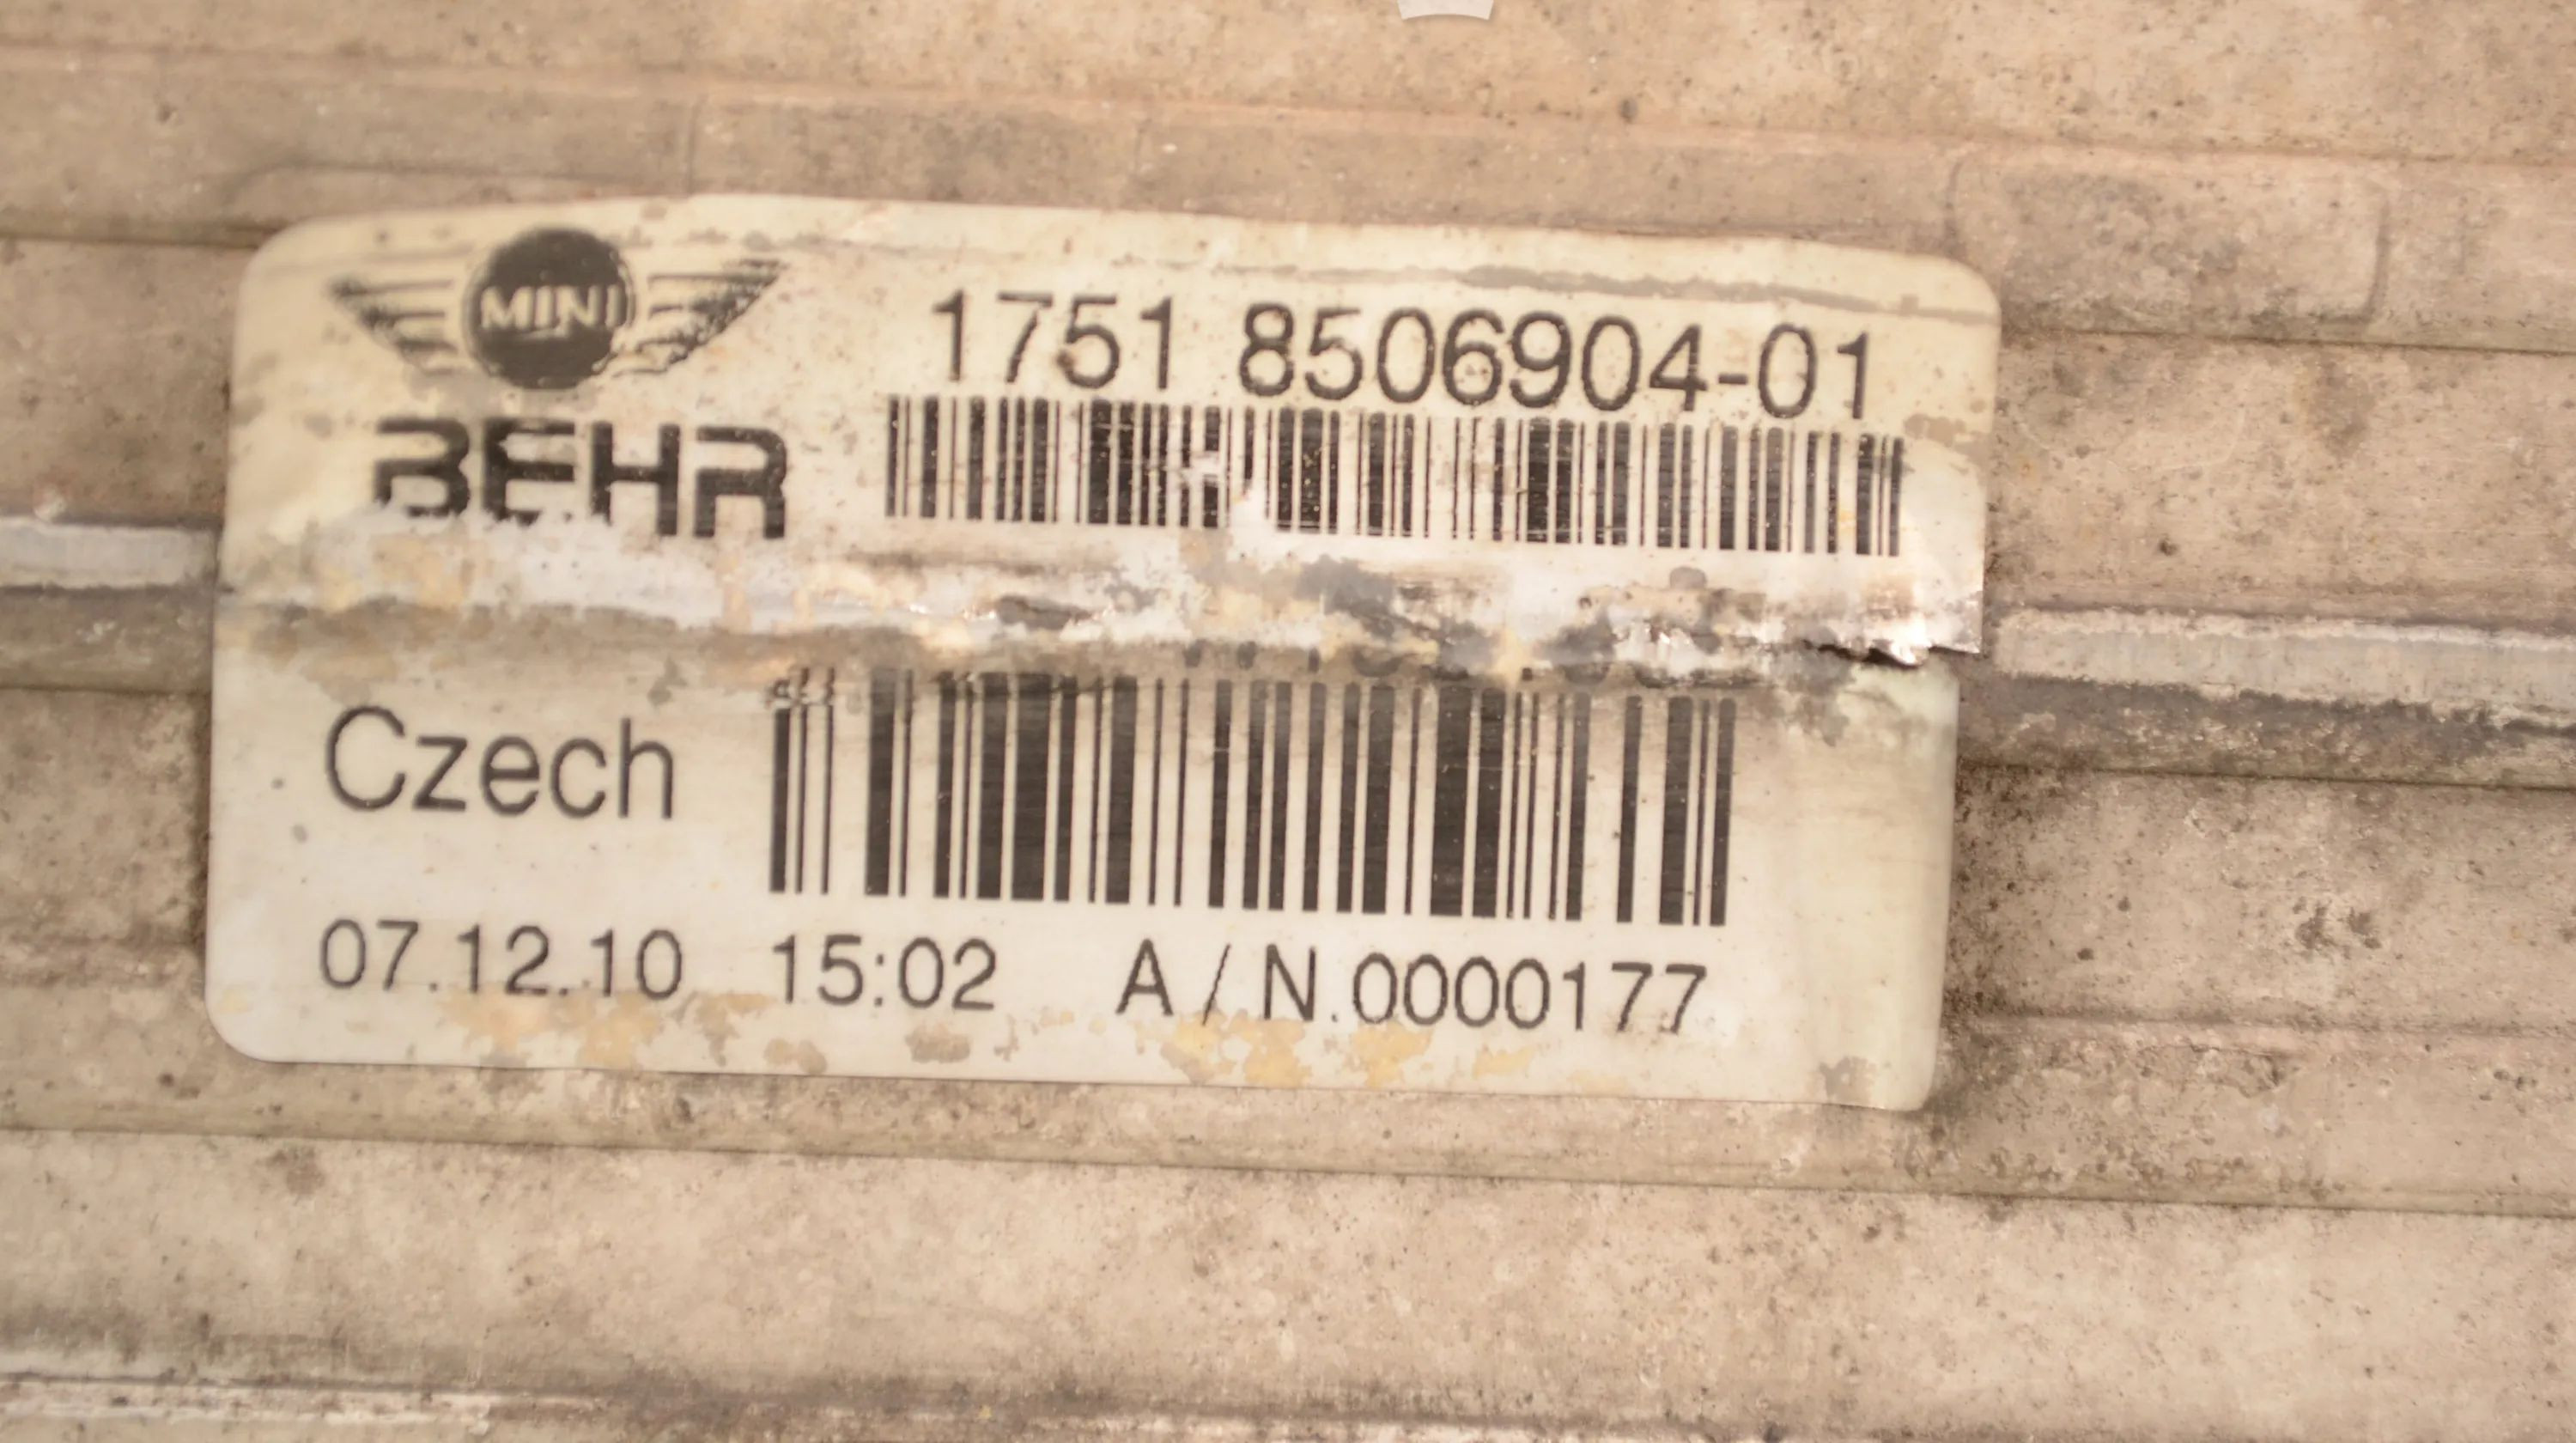 MINI
1751 8506904-01
BEHR
Czech
07.12.10 15:02 A / N.0000177